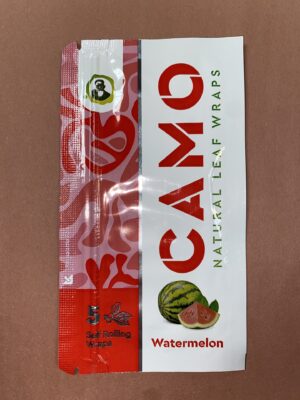 CAMO
NATURAL LEAF WRAPS
Watermelon
5
Self Rolling
Wraps